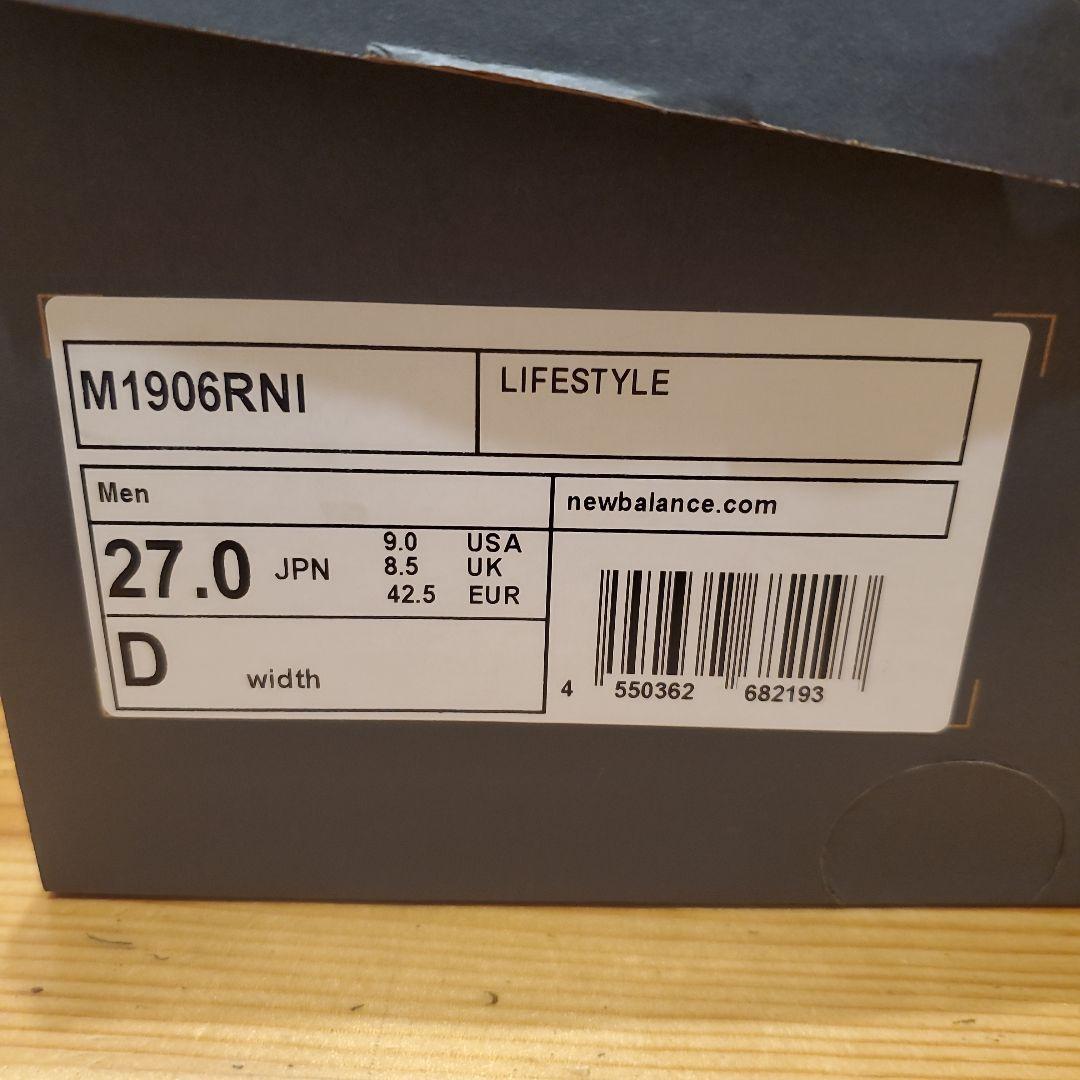 M1906RNI
LIFESTYLE
Men
newbalance.com
27.0 JPN
9.0 USA
8.5 UK
42.5 EUR
D width
4 550362 682193